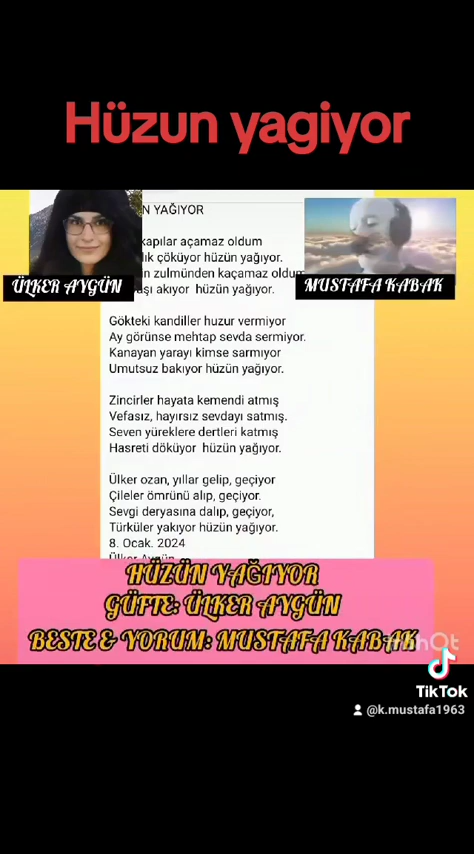 Hüzun yagiyor
YAĞIYOR
kapılar açamaz oldum
çöküyor hüzün yağıyor.
zulmünden kaçamaz oldum
akıyor hüzün yağıyor.
ÜLKER AYGÜN
MUSTAFA KABAK
Gökteki kandiller huzur vermiyor
Ay görünse mehtap sevda sermiyor.
Kanayan yarayı kimse sarmıyor
Umutsuz bakıyor hüzün yağıyor.
Zincirler hayata kemendi atmış
Vefasız, hayırsız sevdayı satmış.
Seven yüreklere dertleri katmış
Hasreti döküyor hüzün yağıyor.
Ülker ozan, yıllar gelip, geçiyor
Çileler ömrünü alıp, geçiyor.
Sevgi deryasına dalıp, geçiyor,
Türküler yakıyor hüzün yağıyor.
8. Ocak. 2024
Ülker Aygün
HÜZÜN YAĞIYOR
GÜFTE: ÜLKER AYGÜN
BESTE & YORUM: MUSTAFA KABAK
TikTok
@k.mustafa1963